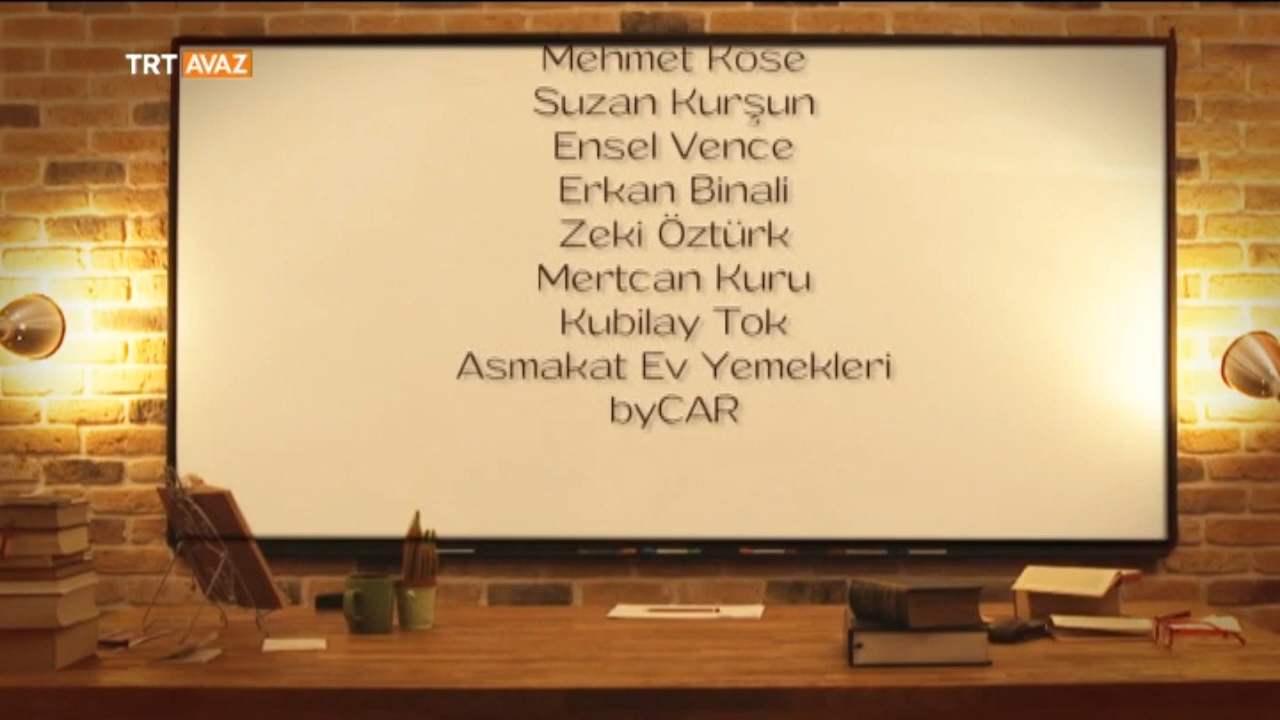 TRT AVAZ
Mehmet Köse
Suzan Kurşun
Ensel Vence
Erkan Binali
Zeki Öztürk
Mertcan Kuru
Kubilay Tok
Asmakat Ev Yemekleri
byCAR